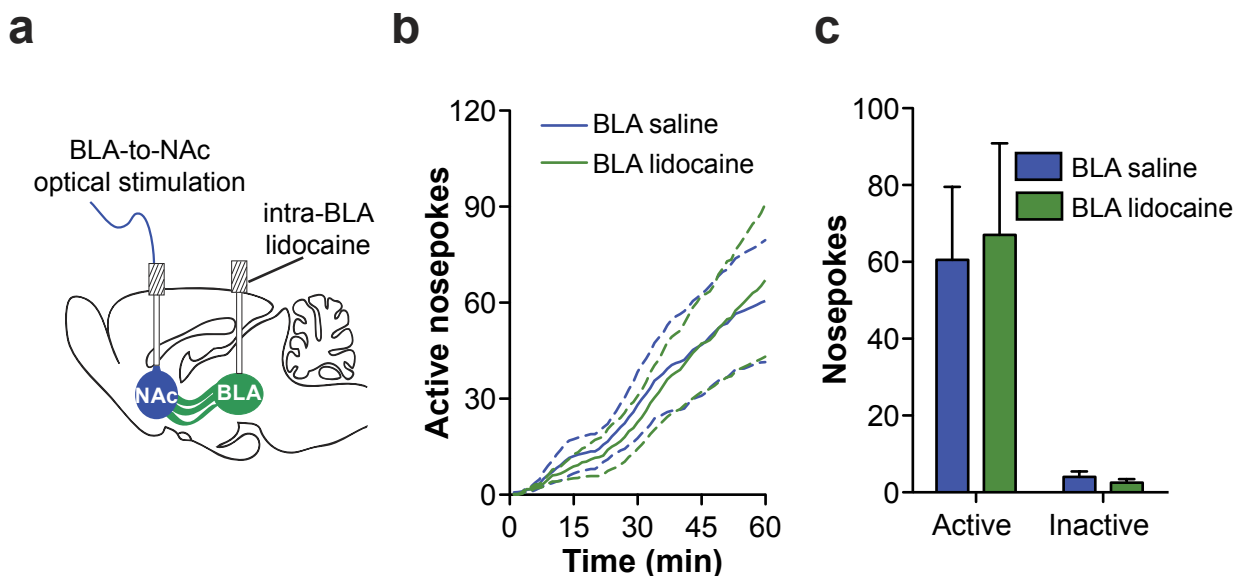 a
BLA-to-NAc
optical stimulation
intra-BLA
lidocaine
NAc
BLA
b
120
90
60
30
0
Active nosepokes
BLA saline
BLA lidocaine
0 15 30 45 60
Time (min)
c
100
80
60
40
20
0
Nosepokes
BLA saline
BLA lidocaine
Active Inactive